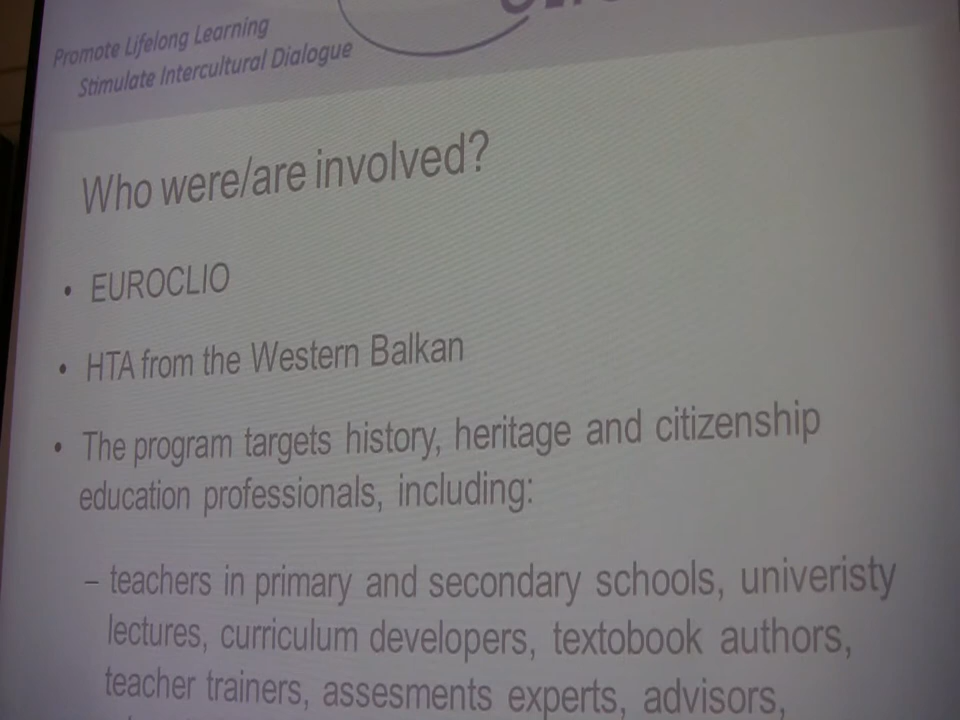 Promote Lifelong Learning
Stimulate Intercultural Dialogue
Who were/are involved?
• EUROCLIO
• HTA from the Western Balkan
• The program targets history, heritage and citizenship
education professionals, including:
– teachers in primary and secondary schools, univeristy
lectures, curriculum developers, textobook authors,
teacher trainers, assesments experts, advisors,